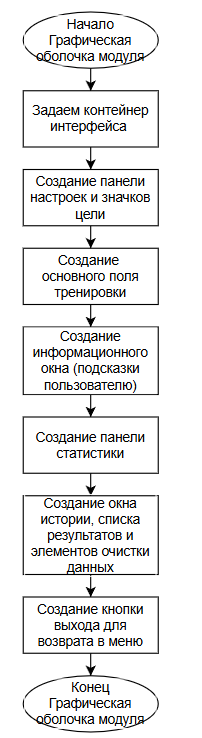 Начало
Графическая
оболочка модуля
Задаем контейнер
интерфейса
Создание панели
настроек и значков
цели
Создание
основного поля
тренировки
Создание
информационного
окна (подсказки
пользователю)
Создание панели
статистики
Создание окна
истории, списка
результатов и
элементов очистки
данных
Создание кнопки
выхода для
возврата в меню
Конец
Графическая
оболочка модуля